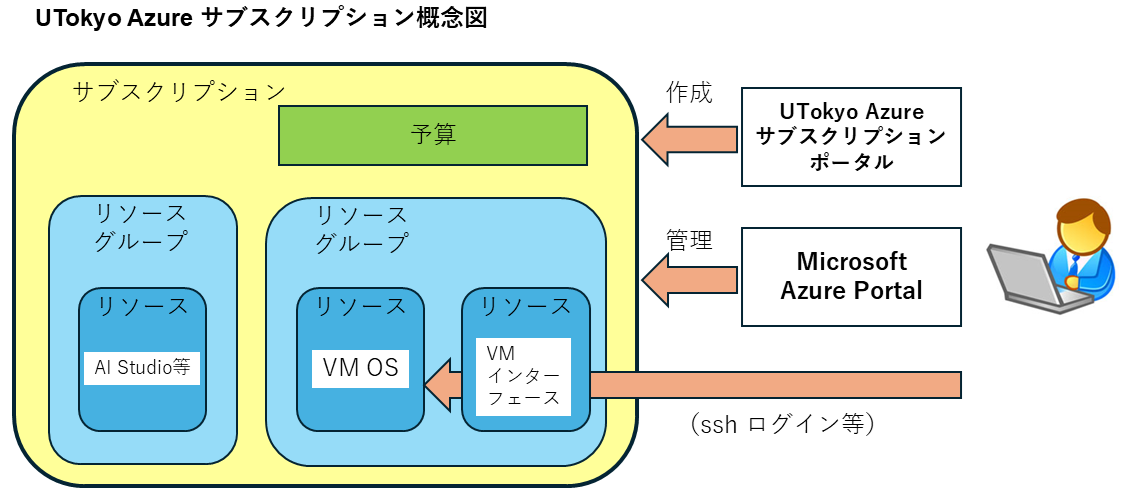 UTokyo Azure サブスクリプション概念図
サブスクリプション
予算
作成
UTokyo Azure
サブスクリプション
ポータル
リソース
グループ
リソース
グループ
管理
Microsoft
Azure Portal
リソース
AI Studio等
リソース
VM OS
リソース
VM
インター
フェース
(ssh ログイン等)